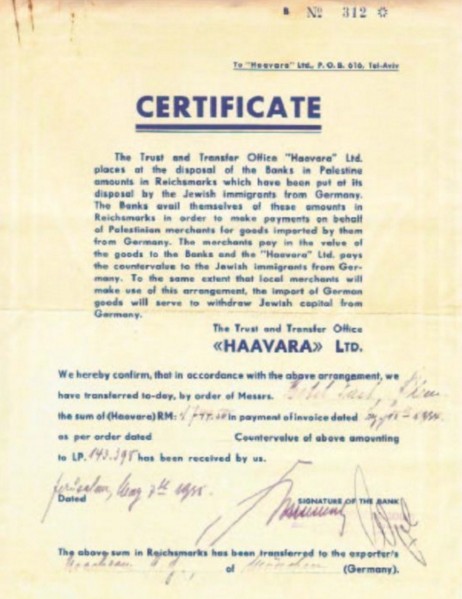 B No 312
To "Haavara" Ltd., P. O. B. 616, Tel-Aviv
CERTIFICATE
The Trust and Transfer Office "Haavara" Ltd.
places at the disposal of the Banks in Palestine
amounts in Reichsmarks which have been put at its
disposal by the Jewish immigrants from Germany.
The Banks avail themselves of these amounts in
Reichsmarks in order to make payments on behalf
of Palestinian merchants for goods imported by them
from Germany. The merchants pay in the value of
the goods to the Banks and the "Haavara" Ltd. pays
the countervalue to the Jewish immigrants from Ger-
many. To the same extent that local merchants will
make use of this arrangement, the import of German
goods will serve to withdraw Jewish capital from
Germany.
The Trust and Transfer Office
«HAAVARA» LTD.
We hereby confirm, that in accordance with the above arrangement, we
have transferred to-day, by order of Messrs.
the sum of (Haavara) RM: in payment of invoice dated
as per order dated Countervalue of above amounting
to LP. 143.395 has been received by us.
Jerusalem,
Dated SIGNATURE OF THE BANK
The above sum in Reichsmarks has been transferred to the exporter's
of München (Germany).